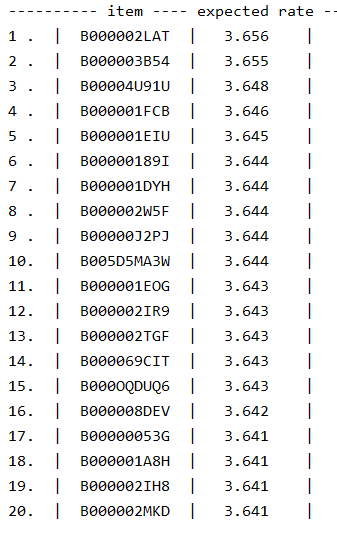 ---------- item ---- expected rate --
1 .  |  B000002LAT  |   3.656    |
2 .  |  B000003B54  |   3.655    |
3 .  |  B00004U91U  |   3.648    |
4 .  |  B000001FCB  |   3.646    |
5 .  |  B000001EIU  |   3.645    |
6 .  |  B00000189I  |   3.644    |
7 .  |  B000001DYH  |   3.644    |
8 .  |  B000002W5F  |   3.644    |
9 .  |  B00000J2PJ  |   3.644    |
10.  |  B005D5MA3W  |   3.644    |
11.  |  B000001EOG  |   3.643    |
12.  |  B000002IR9  |   3.643    |
13.  |  B000002TGF  |   3.643    |
14.  |  B000069CIT  |   3.643    |
15.  |  B000OQDUQ6  |   3.643    |
16.  |  B000008DEV  |   3.642    |
17.  |  B00000053G  |   3.641    |
18.  |  B000001A8H  |   3.641    |
19.  |  B000002IH8  |   3.641    |
20.  |  B000002MKD  |   3.641    |